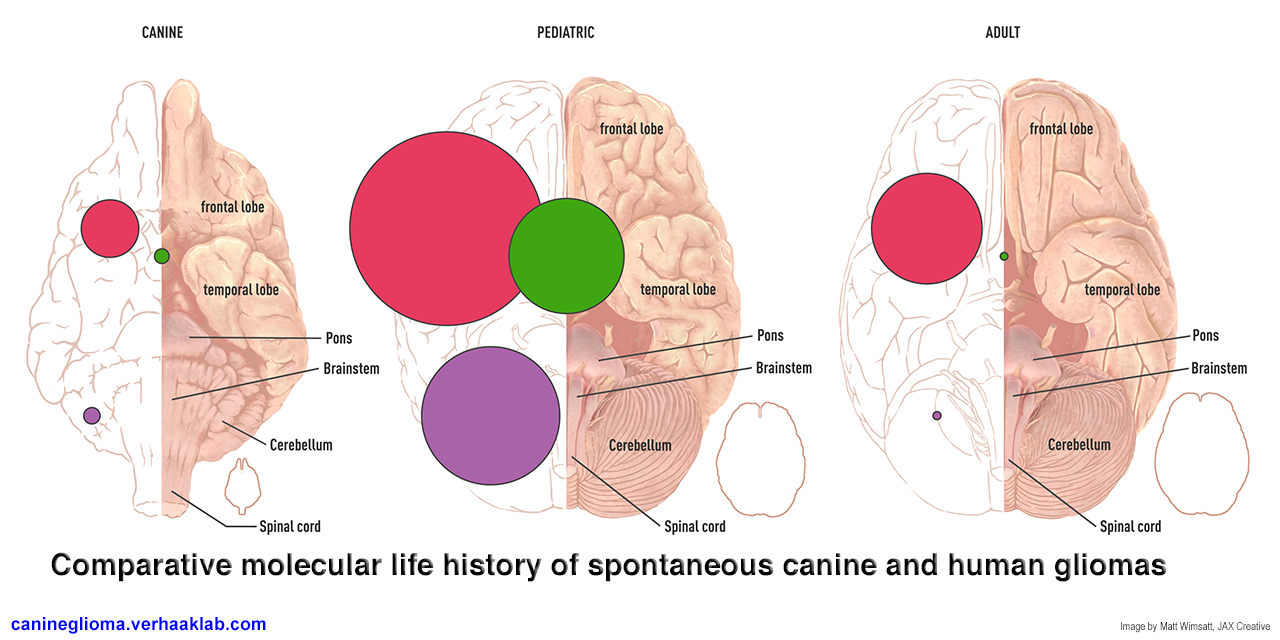 CANINE
PEDIATRIC
ADULT
frontal lobe
temporal lobe
Pons
Brainstem
Cerebellum
Spinal cord
frontal lobe
temporal lobe
Pons
Brainstem
Cerebellum
Spinal cord
frontal lobe
temporal lobe
Pons
Brainstem
Cerebellum
Spinal cord
Comparative molecular life history of spontaneous canine and human gliomas
canineglioma.verhaaklab.com
Image by Matt Wimsatt, JAX Creative